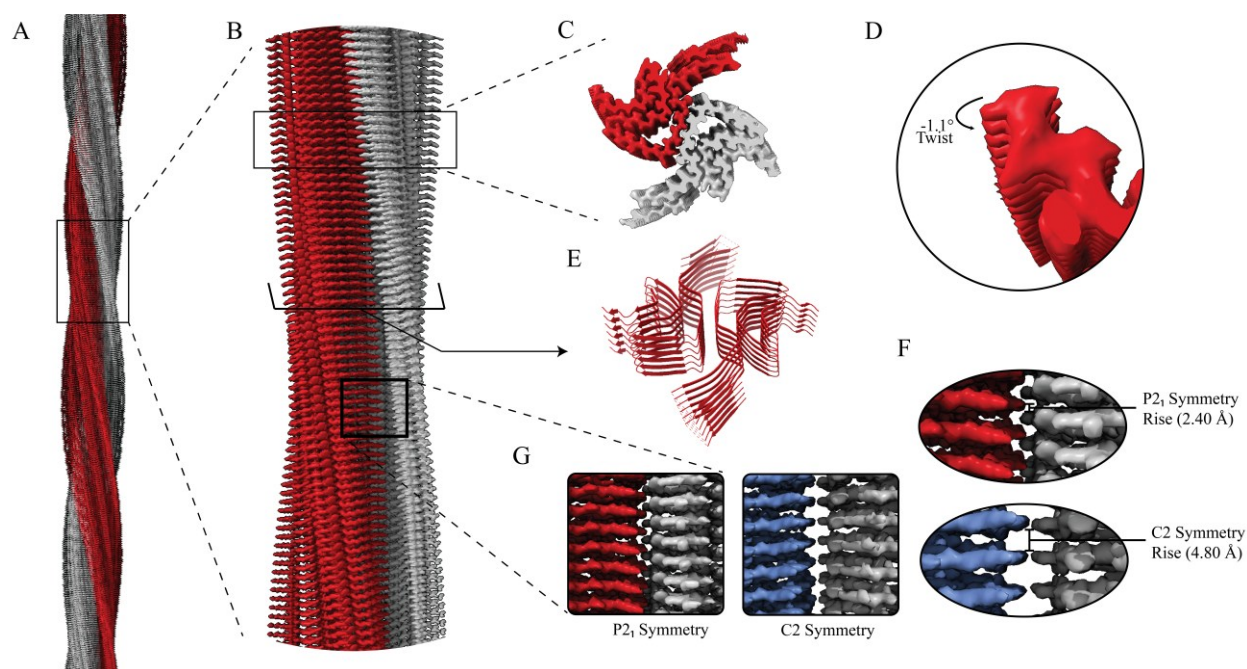 A
B
C
D
-1.1°
Twist
E
F
P2₁ Symmetry
Rise (2.40 Å)
C2 Symmetry
Rise (4.80 Å)
G
P2₁ Symmetry
C2 Symmetry